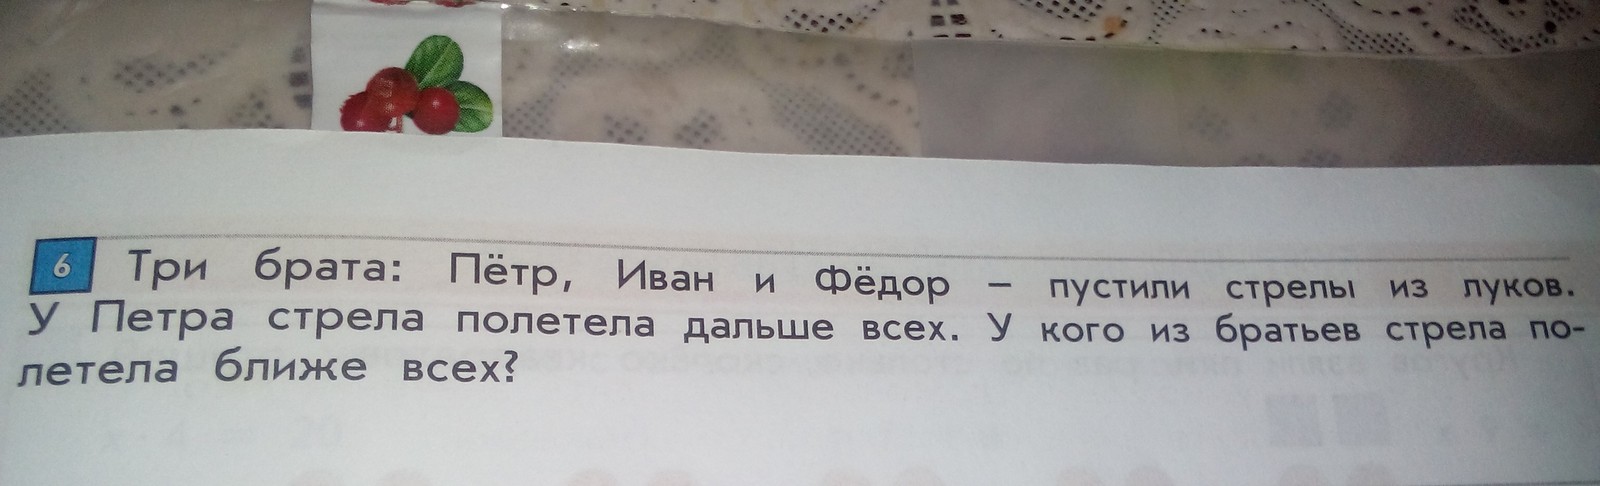 6 Три брата: Пётр, Иван и Фёдор – пустили стрелы из луков.
У Петра стрела полетела дальше всех. У кого из братьев стрела по-
летела ближе всех?